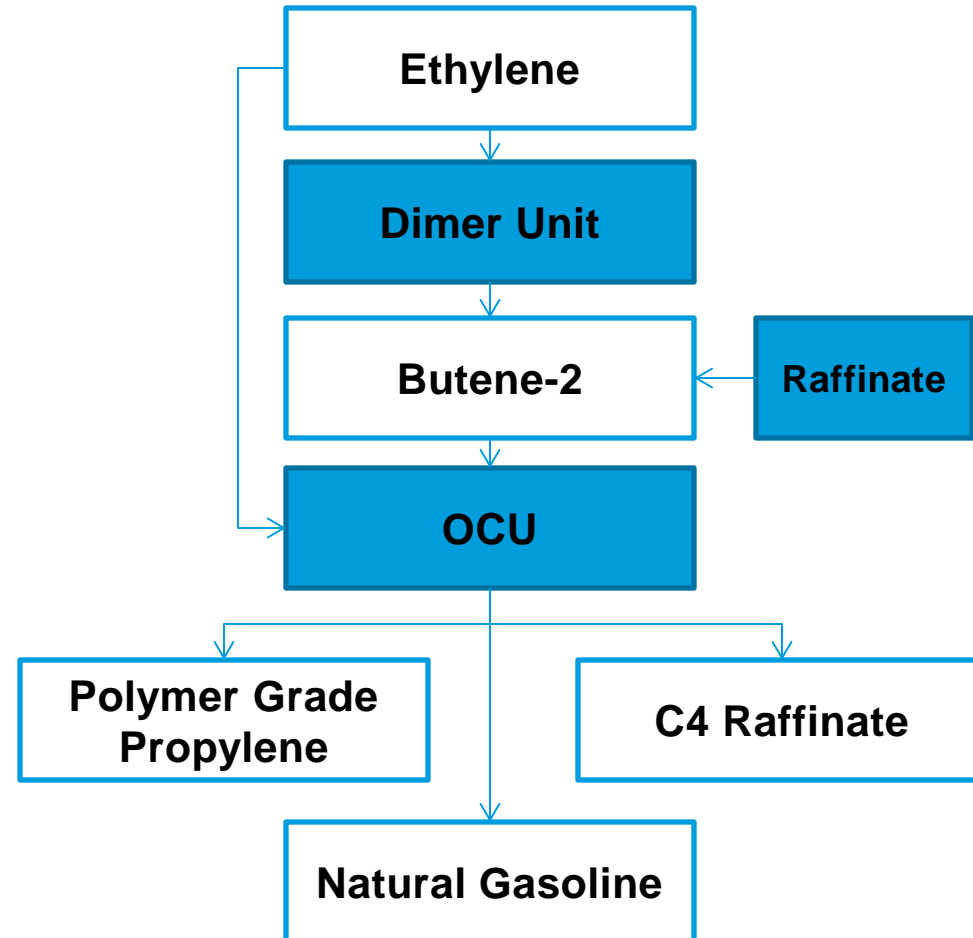 Ethylene
Dimer Unit
Butene-2
Raffinate
OCU
Polymer Grade
Propylene
C4 Raffinate
Natural Gasoline